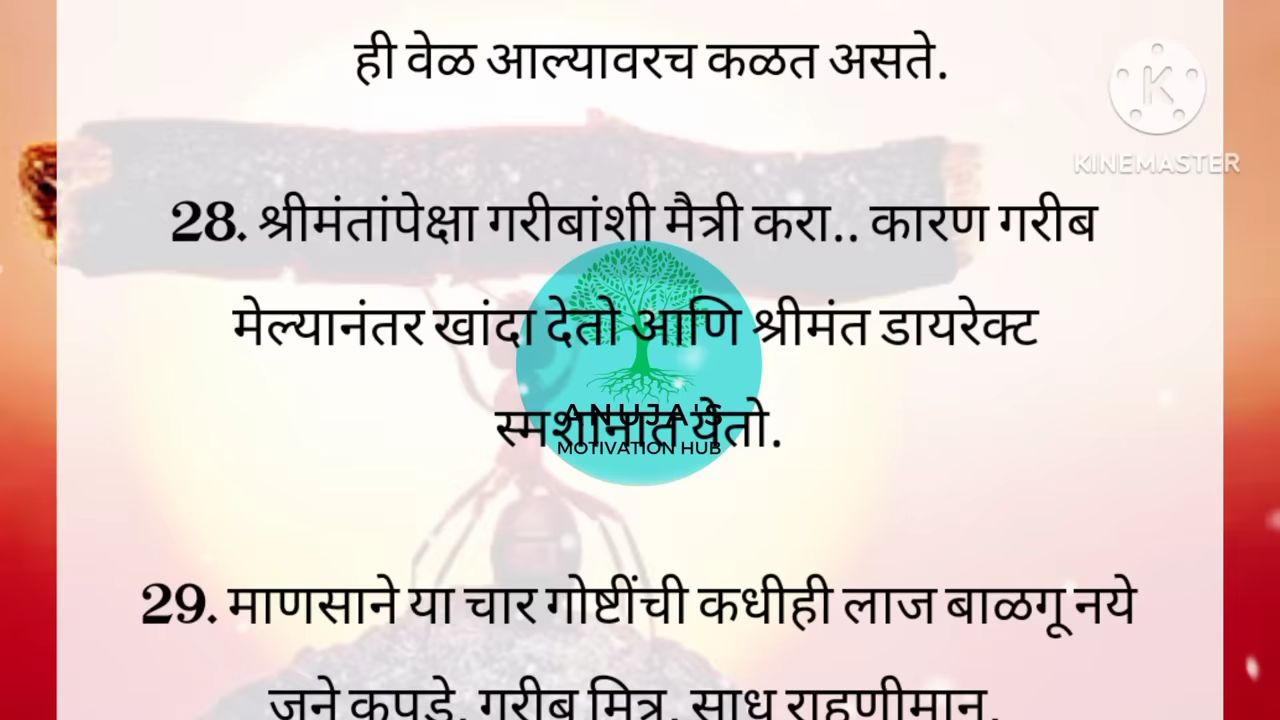 ही वेळ आल्यावरच कळत असते.
KINEMASTER
28. श्रीमंतांपेक्षा गरीबांशी मैत्री करा.. कारण गरीब
मेल्यानंतर खांदा देतो आणि श्रीमंत डायरेक्ट
स्मशानात येतो.
ANUJA'S
MOTIVATION HUB
29. माणसाने या चार गोष्टींची कधीही लाज बाळगू नये
जुने कपडे, गरीब मित्र, साधं राहणीमान,